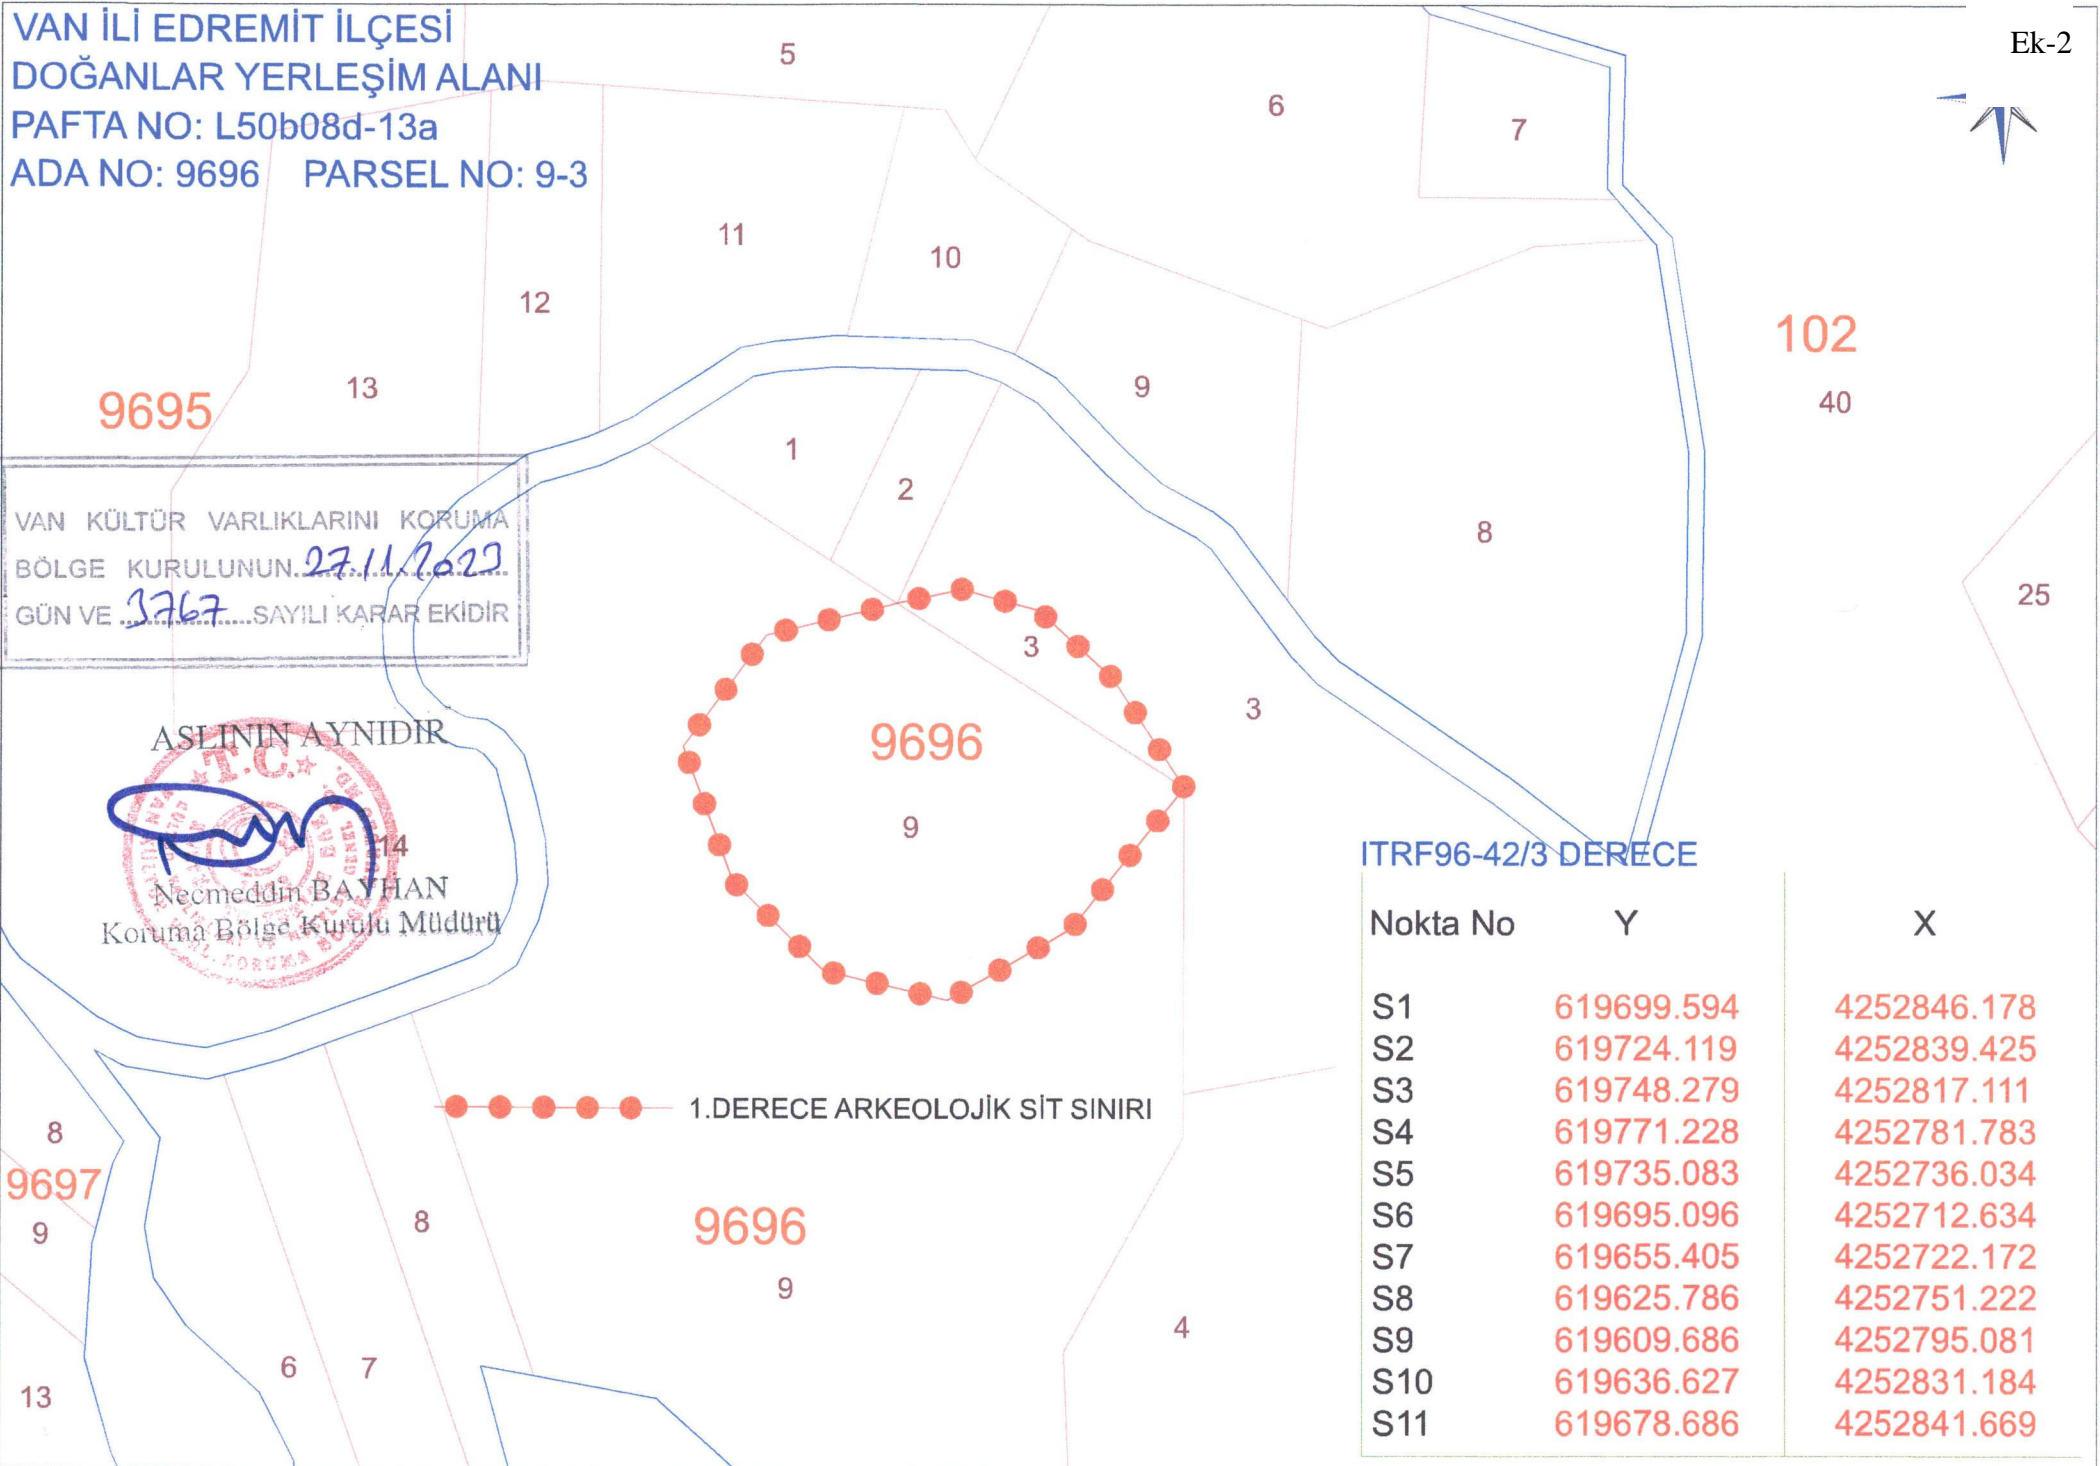 VAN İLİ EDREMİT İLÇESİ
DOĞANLAR YERLEŞİM ALANI
PAFTA NO: L50b08d-13a
ADA NO: 9696 PARSEL NO: 9-3
Ek-2
5
6
7
11
10
12
13
9
102
40
9695
1
2
8
25
VAN KÜLTÜR VARLIKLARINI KORUMA
BÖLGE KURULUNUN 27.11.2023
GÜN VE 3767 SAYILI KARAR EKİDİR
3
3
9696
9
ASLININ AYNIDIR
T.C.
14
Necmeddin BAYHAN
Koruma Bölge Kurulu Müdürü
1.DERECE ARKEOLOJİK SİT SINIRI
8
9697
9
13
6
7
8
9696
9
4
ITRF96-42/3 DERECE
Nokta No Y X
S1 619699.594 4252846.178
S2 619724.119 4252839.425
S3 619748.279 4252817.111
S4 619771.228 4252781.783
S5 619735.083 4252736.034
S6 619695.096 4252712.634
S7 619655.405 4252722.172
S8 619625.786 4252751.222
S9 619609.686 4252795.081
S10 619636.627 4252831.184
S11 619678.686 4252841.669